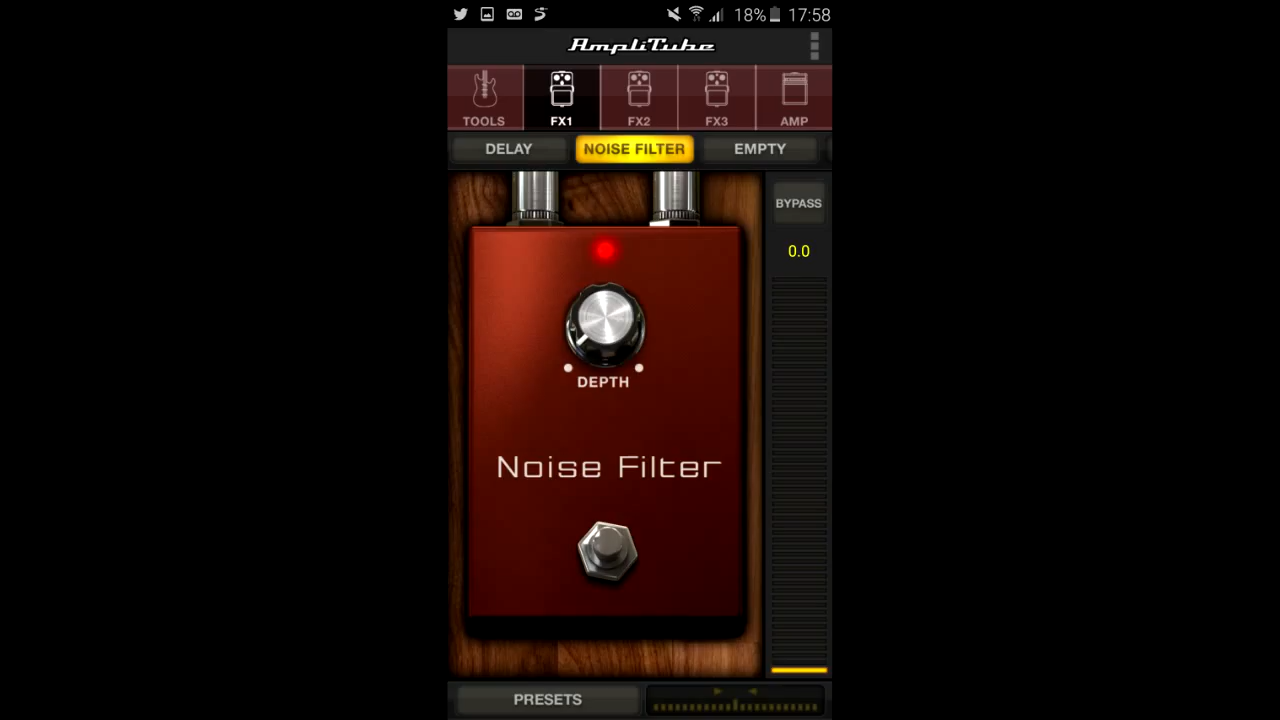 18% 17:58
AmpliTube
TOOLS FX1 FX2 FX3 AMP
DELAY NOISE FILTER EMPTY
BYPASS
0.0
DEPTH
Noise Filter
PRESETS